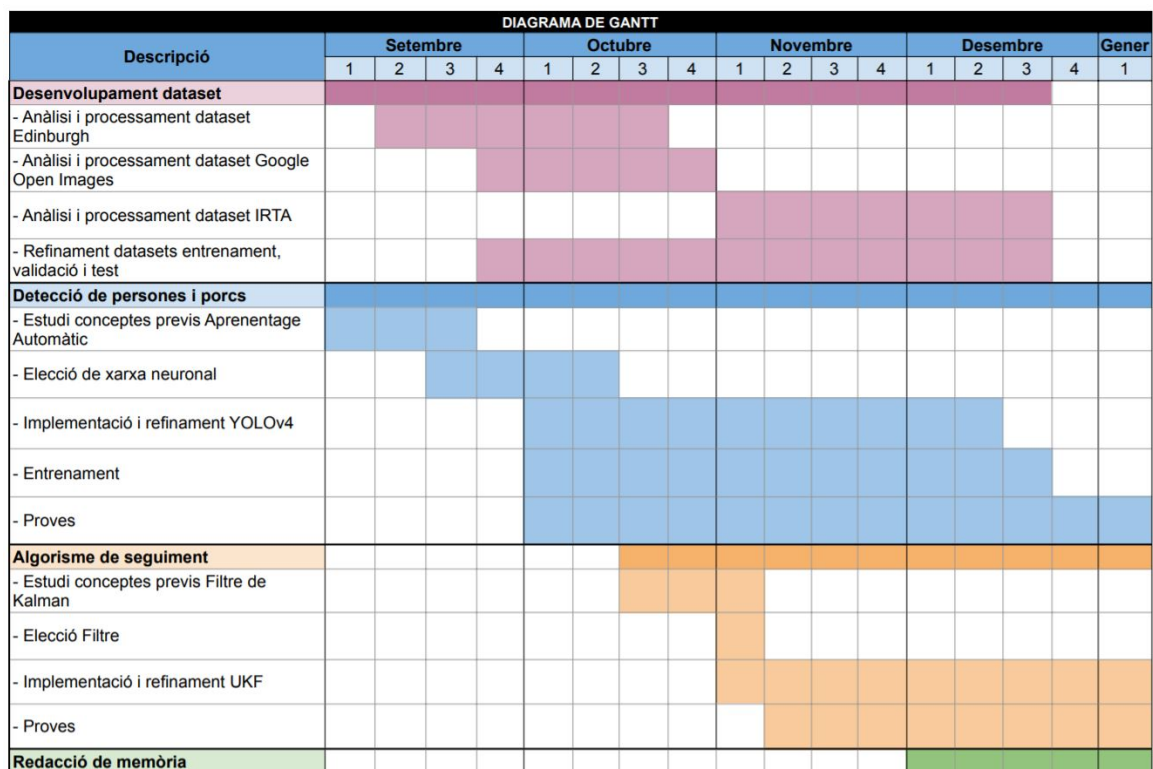 DIAGRAMA DE GANTT
Descripció
Setembre Octubre Novembre Desembre Gener
1 2 3 4 1 2 3 4 1 2 3 4 1 2 3 4 1
Desenvolupament dataset
- Anàlisi i processament dataset
Edinburgh
- Anàlisi i processament dataset Google
Open Images
- Anàlisi i processament dataset IRTA
- Refinament datasets entrenament,
validació i test
Detecció de persones i porcs
- Estudi conceptes previs Aprenentage
Automàtic
- Elecció de xarxa neuronal
- Implementació i refinament YOLOv4
- Entrenament
- Proves
Algorisme de seguiment
- Estudi conceptes previs Filtre de
Kalman
- Elecció Filtre
- Implementació i refinament UKF
- Proves
Redacció de memòria